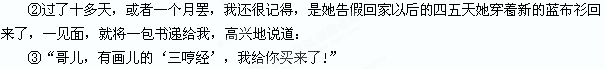 ②过了十多天，或者一个月罢，我还很记得，是她告假回家以后的四五天她穿着新的蓝布衫回
来了，一见面，就将一包书递给我，高兴地说道：
③“哥儿，有画儿的‘三哼经’，我给你买来了!”